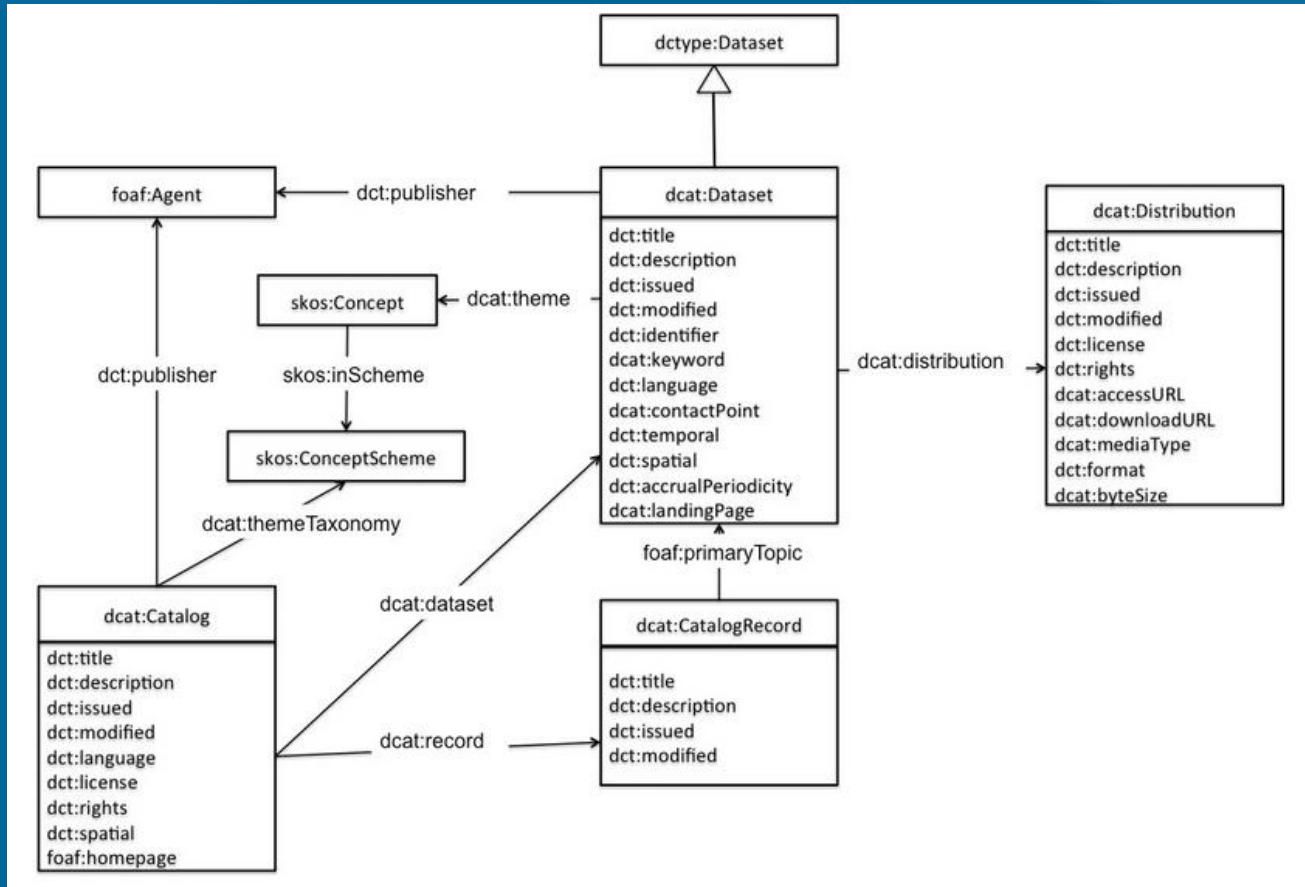 dctype:Dataset
foaf:Agent
dct:publisher
dcat:Dataset
dct:title
dct:description
dct:issued
dct:modified
dct:identifier
dcat:keyword
dct:language
dcat:contactPoint
dct:temporal
dct:spatial
dct:accrualPeriodicity
dcat:landingPage
dcat:Distribution
dct:title
dct:description
dct:issued
dct:modified
dct:license
dct:rights
dcat:accessURL
dcat:downloadURL
dcat:mediaType
dct:format
dcat:byteSize
skos:Concept
dcat:theme
dcat:distribution
dct:publisher
skos:inScheme
skos:ConceptScheme
dcat:themeTaxonomy
foaf:primaryTopic
dcat:Catalog
dct:title
dct:description
dct:issued
dct:modified
dct:language
dct:license
dct:rights
dct:spatial
foaf:homepage
dcat:dataset
dcat:record
dcat:CatalogRecord
dct:title
dct:description
dct:issued
dct:modified